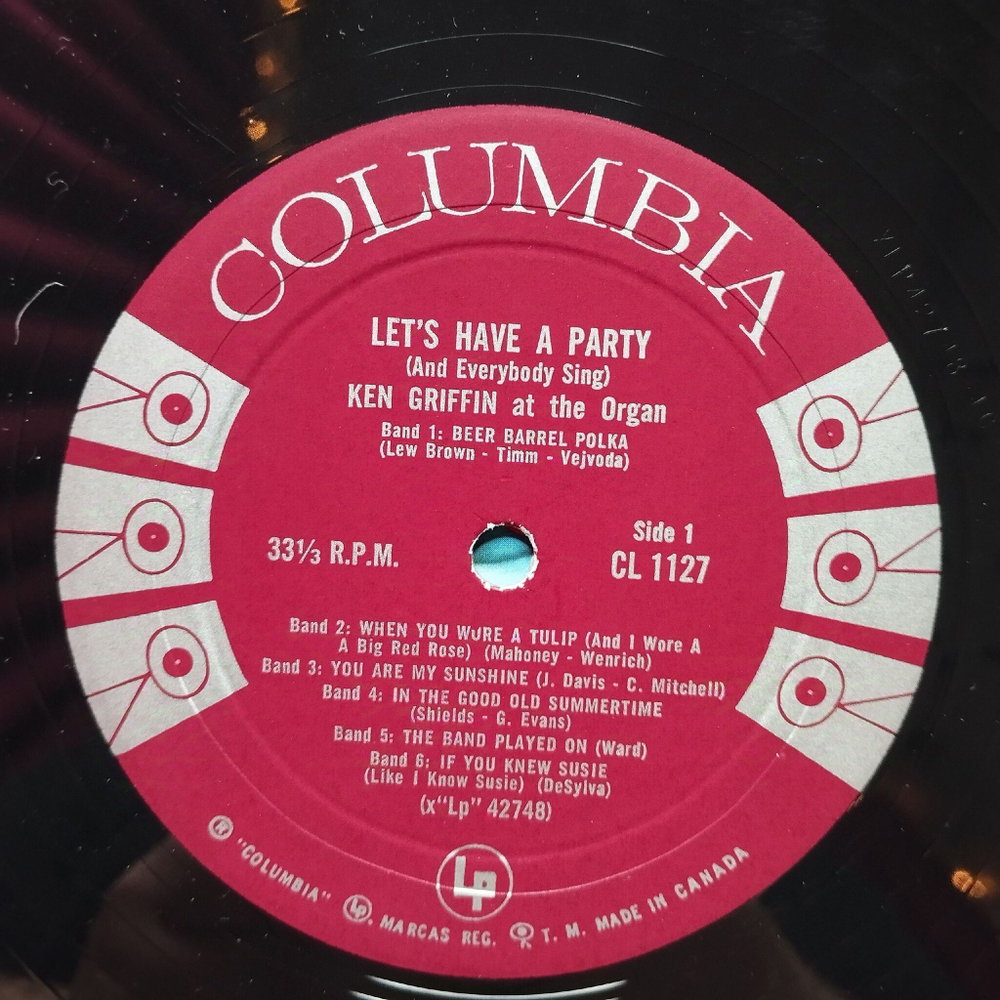 COLUMBIA
LET'S HAVE A PARTY
(And Everybody Sing)
KEN GRIFFIN at the Organ
Band 1: BEER BARREL POLKA
(Lew Brown - Timm - Vejvoda)
33⅓ R.P.M.
Side 1
CL 1127
Band 2: WHEN YOU WORE A TULIP (And I Wore A
A Big Red Rose) (Mahoney - Wenrich)
Band 3: YOU ARE MY SUNSHINE (J. Davis - C. Mitchell)
Band 4: IN THE GOOD OLD SUMMERTIME
(Shields - G. Evans)
Band 5: THE BAND PLAYED ON (Ward)
Band 6: IF YOU KNEW SUSIE
(Like I Know Susie) (DeSylva)
(x"Lp" 42748)
Lp
® "COLUMBIA" Lp, MARCAS REG. T. M. MADE IN CANADA